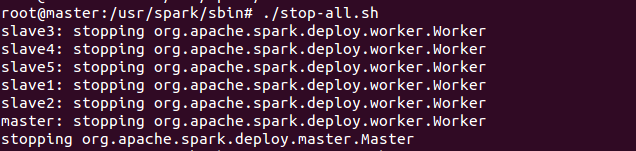 root@master:/usr/spark/sbin# ./stop-all.sh
slave3: stopping org.apache.spark.deploy.worker.Worker
slave4: stopping org.apache.spark.deploy.worker.Worker
slave5: stopping org.apache.spark.deploy.worker.Worker
slave1: stopping org.apache.spark.deploy.worker.Worker
slave2: stopping org.apache.spark.deploy.worker.Worker
master: stopping org.apache.spark.deploy.worker.Worker
stopping org.apache.spark.deploy.master.Master